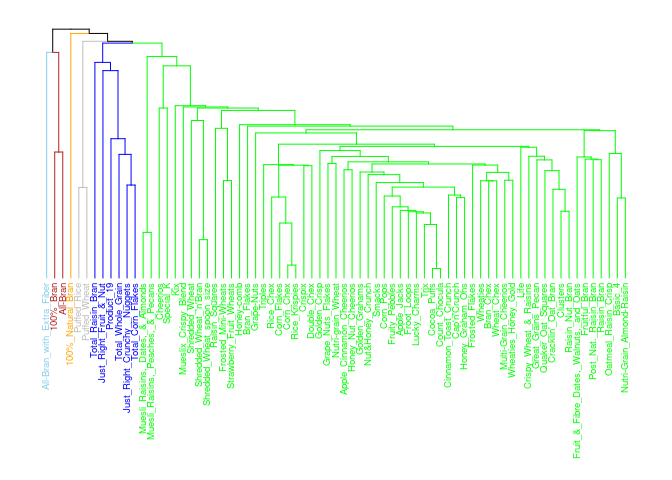 All-Bran_with_Extra_Fiber
100%_Bran
All-Bran
100%_Natural_Bran
Puffed_Rice
Puffed_Wheat
Total_Raisin_Bran
Just_Right_Fruit_&_Nut
Product_19
Total_Whole_Grain
Just_Right_Crunchy__Nuggets
Total_Corn_Flakes
Muesli_Raisins,_Dates,_&_Almonds
Muesli_Raisins,_Peaches,_&_Pecans
Cheerios
Special_K
Kix
Mueslix_Crispy_Blend
Shredded_Wheat
Shredded_Wheat_'n'Bran
Shredded_Wheat_spoon_size
Raisin_Squares
Frosted_Mini-Wheats
Strawberry_Fruit_Wheats
Honey-comb
Bran_Flakes
Grape-Nuts
Triples
Rice_Chex
Corn_Flakes
Corn_Chex
Rice_Krispies
Crispix
Double_Chex
Golden_Crisp
Grape_Nuts_Flakes
Nutri-grain_Wheat
Apple_Cinnamon_Cheerios
Honey_Nut_Cheerios
Golden_Grahams
Nut&Honey_Crunch
Smacks
Corn_Pops
Fruity_Pebbles
Trix
Apple_Jacks
Froot_Loops
Lucky_Charms
Cocoa_Puffs
Count_Chocula
Cinnamon_Toast_Crunch
Cap'n'Crunch
Honey_Graham_Ohs
Frosted_Flakes
Wheaties
Bran_Chex
Wheat_Chex
Multi-Grain_Cheerios
Wheaties_Honey_Gold
Life
Crispy_Wheat_&_Raisins
Great_Grains_Pecan
Quaker_Oat_Squares
Cracklin'_Oat_Bran
Clusters
Raisin_Nut_Bran
Fruit_&_Fibre_Dates,_Walnuts,_and_Oats
Fruitful_Bran
Post_Nat._Raisin_Bran
Raisin_Bran
Oatmeal_Raisin_Crisp
Basic_4
Nutri-Grain_Almond-Raisin